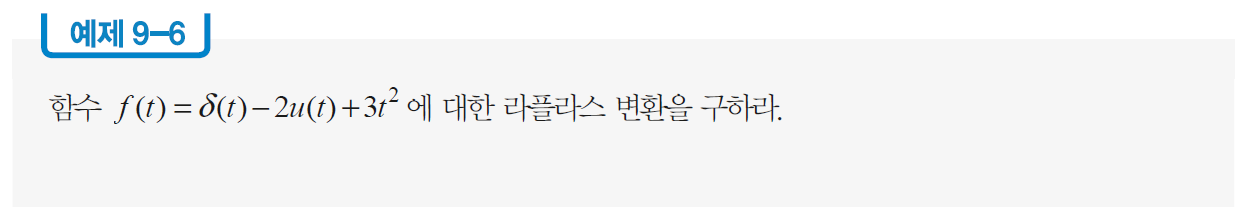 예제 9-6
함수 f(t) = δ(t) − 2u(t) + 3t² 에 대한 라플라스 변환을 구하라.